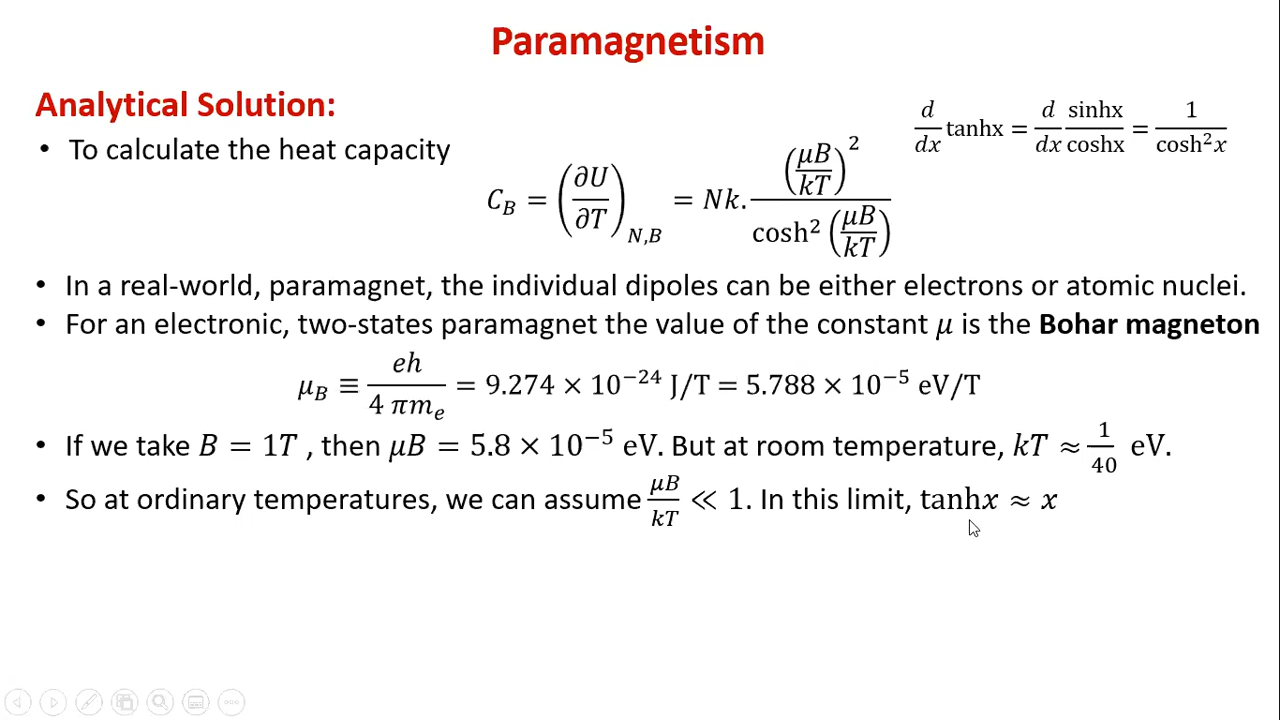 Paramagnetism
Analytical Solution:
d/dx tanhx = d/dx sinhx/coshx = 1/cosh²x
• To calculate the heat capacity
C_B = (∂U/∂T)_{N,B} = Nk. (μB/kT)² / cosh² (μB/kT)
• In a real-world, paramagnet, the individual dipoles can be either electrons or atomic nuclei.
• For an electronic, two-states paramagnet the value of the constant μ is the Bohar magneton
μ_B ≡ eh/4 πm_e = 9.274 × 10⁻²⁴ J/T = 5.788 × 10⁻⁵ eV/T
• If we take B = 1T , then μB = 5.8 × 10⁻⁵ eV. But at room temperature, kT ≈ 1/40 eV.
• So at ordinary temperatures, we can assume μB/kT ≪ 1. In this limit, tanhx ≈ x